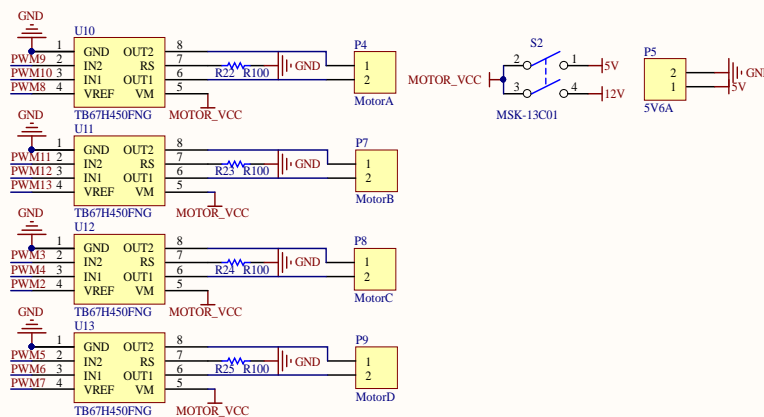 GND
U10
1 GND OUT2 8
PWM9 2 IN2 RS 7
PWM10 3 IN1 OUT1 6
PWM8 4 VREF VM 5
TB67H450FNG
R22 R100
GND
MOTOR_VCC
P4
1
2
MotorA
GND
U11
1 GND OUT2 8
PWM11 2 IN2 RS 7
PWM12 3 IN1 OUT1 6
PWM13 4 VREF VM 5
TB67H450FNG
R23 R100
GND
MOTOR_VCC
P7
1
2
MotorB
GND
U12
1 GND OUT2 8
PWM3 2 IN2 RS 7
PWM4 3 IN1 OUT1 6
PWM2 4 VREF VM 5
TB67H450FNG
R24 R100
GND
MOTOR_VCC
P8
1
2
MotorC
GND
U13
1 GND OUT2 8
PWM5 2 IN2 RS 7
PWM6 3 IN1 OUT1 6
PWM7 4 VREF VM 5
TB67H450FNG
R25 R100
GND
MOTOR_VCC
P9
1
2
MotorD
S2
2 1 5V
MOTOR_VCC
3 4 12V
MSK-13C01
P5
2 GN
1 5V
5V6A